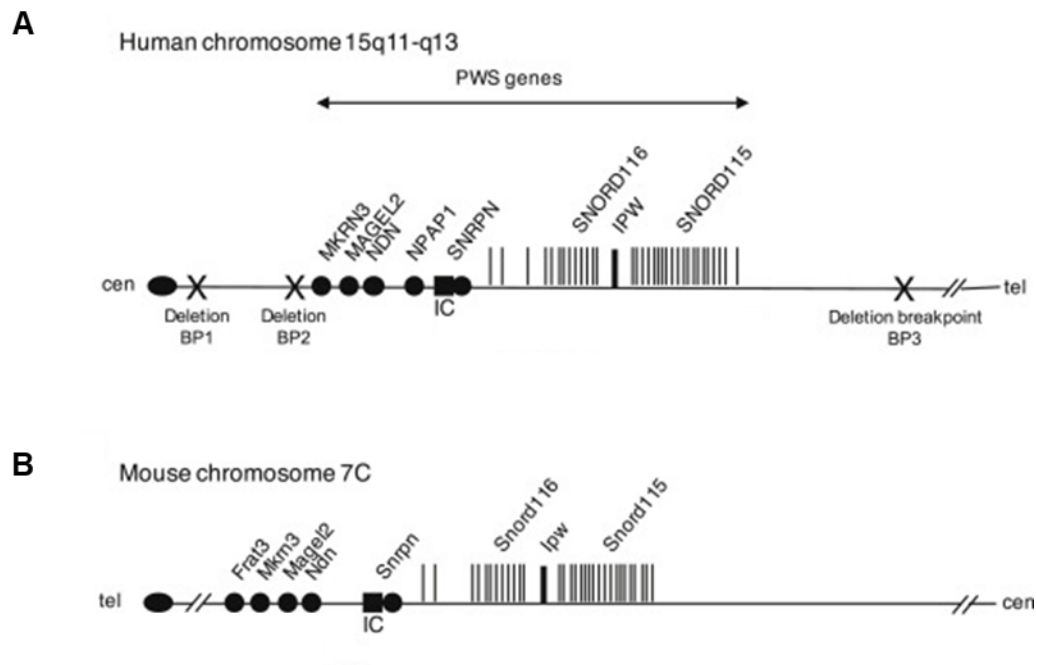 A
Human chromosome 15q11-q13
PWS genes
MKRN3
MAGEL2
NDN
NPAP1
SNRPN
SNORD116
IPW
SNORD115
cen
tel
IC
Deletion
BP1
Deletion
BP2
Deletion breakpoint
BP3
B
Mouse chromosome 7C
Frat3
Mkrn3
Magel2
Ndn
Snrpn
Snord116
Ipw
Snord115
tel
cen
IC